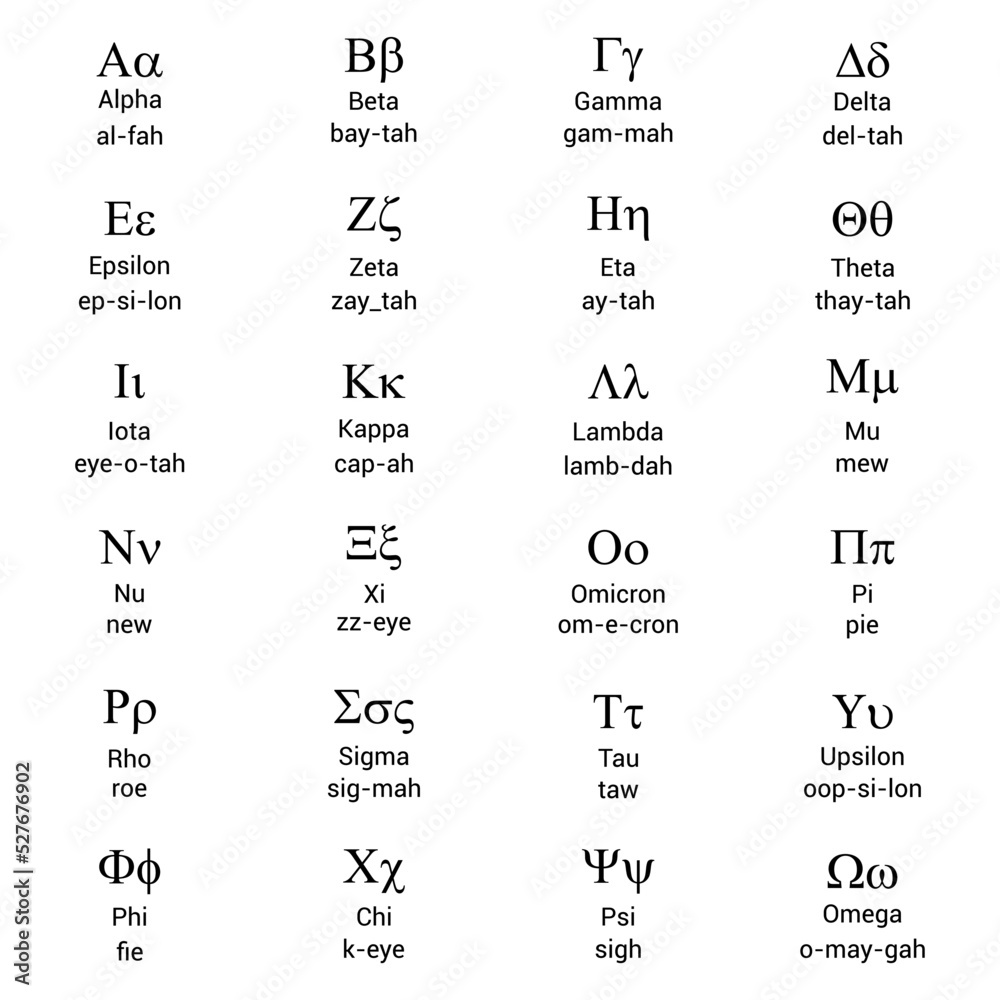 Αα Ββ Γγ Δδ
Alpha Beta Gamma Delta
al-fah bay-tah gam-mah del-tah
Εε Ζζ Ηη Θθ
Epsilon Zeta Eta Theta
ep-si-lon zay_tah ay-tah thay-tah
Ιι Κκ Λλ Μμ
Iota Kappa Lambda Mu
eye-o-tah cap-ah lamb-dah mew
Νν Ξξ Οο Ππ
Nu Xi Omicron Pi
new zz-eye om-e-cron pie
Ρρ Σσς Ττ Υυ
Rho Sigma Tau Upsilon
roe sig-mah taw oop-si-lon
Φϕ Χχ Ψψ Ωω
Phi Chi Psi Omega
fie k-eye sigh o-may-gah
Adobe Stock | #527676902